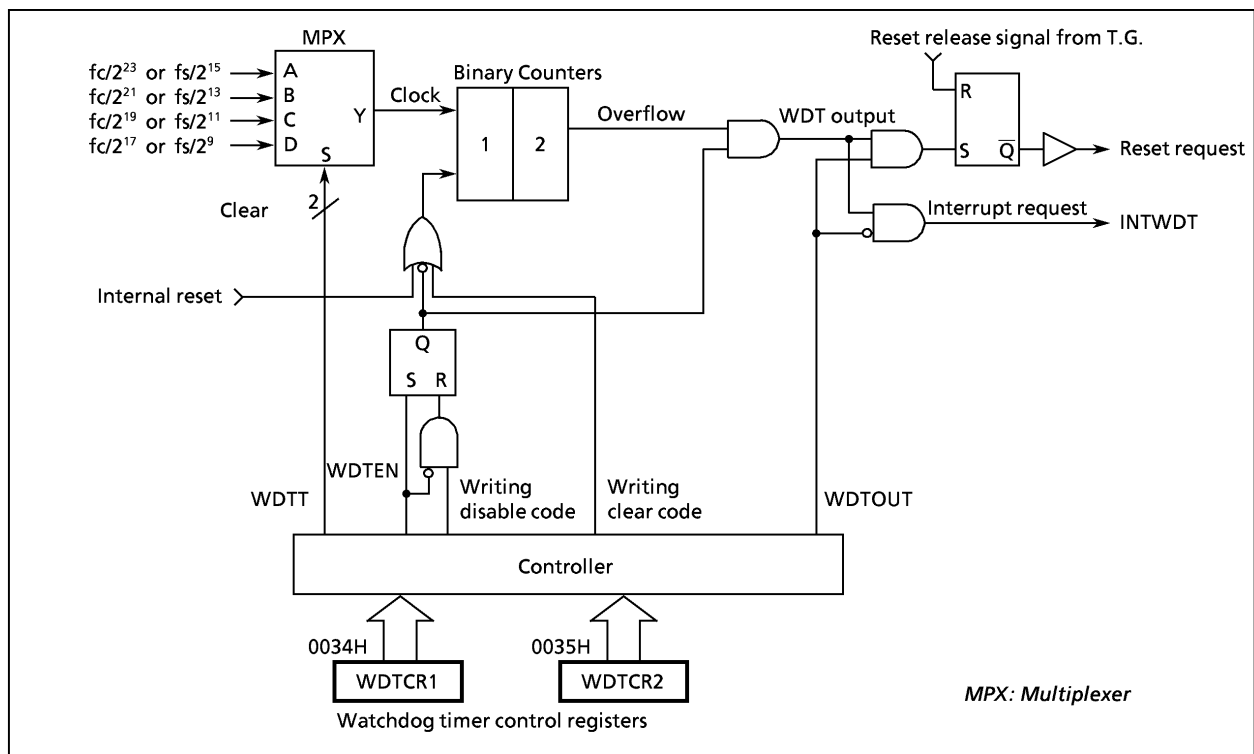 MPX
Reset release signal from T.G.
fc/2²³ or fs/2¹⁵
fc/2²¹ or fs/2¹³
fc/2¹⁹ or fs/2¹¹
fc/2¹⁷ or fs/2⁹
A
B
C
D
S
Y
Clock
Binary Counters
1
2
Overflow
WDT output
R
S
Q̅
Reset request
Interrupt request
INTWDT
Clear
2
Internal reset
Q
S
R
WDTT
WDTEN
Writing
disable code
Writing
clear code
WDTOUT
Controller
0034H
0035H
WDTCR1
WDTCR2
Watchdog timer control registers
MPX: Multiplexer